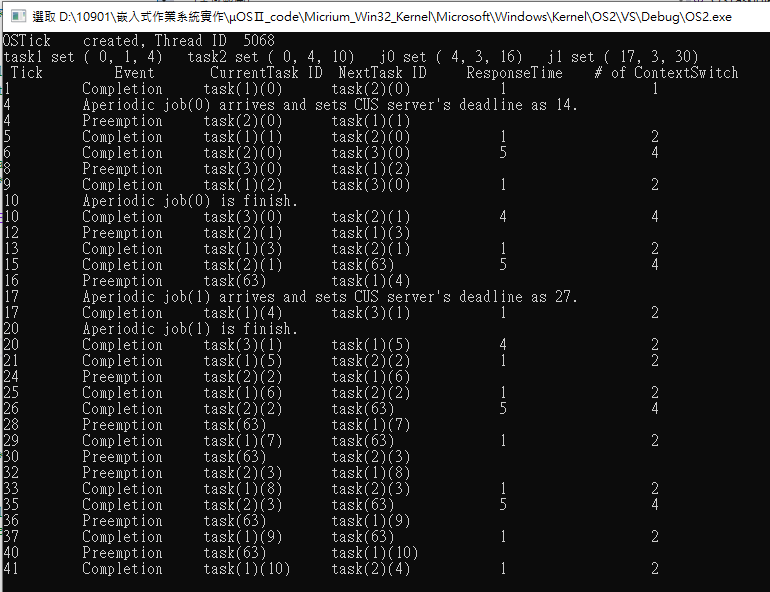 選取 D:\10901\嵌入式作業系統實作\μOSⅡ_code\Micrium_Win32_Kernel\Microsoft\Windows\Kernel\OS2\VS\Debug\OS2.exe
OSTick    created, Thread ID  5068
task1 set ( 0, 1, 4)   task2 set ( 0, 4, 10)   j0 set ( 4, 3, 16)   j1 set ( 17, 3, 30)
Tick   Event   CurrentTask ID   NextTask ID   ResponseTime   # of ContextSwitch
1   Completion   task(1)(0)   task(2)(0)   1   1
4   Aperiodic job(0) arrives and sets CUS server's deadline as 14.
4   Preemption   task(2)(0)   task(1)(1)
5   Completion   task(1)(1)   task(2)(0)   1   2
6   Completion   task(2)(0)   task(3)(0)   5   4
8   Preemption   task(3)(0)   task(1)(2)
9   Completion   task(1)(2)   task(3)(0)   1   2
10   Aperiodic job(0) is finish.
10   Completion   task(3)(0)   task(2)(1)   4   4
12   Preemption   task(2)(1)   task(1)(3)
13   Completion   task(1)(3)   task(2)(1)   1   2
15   Completion   task(2)(1)   task(63)   5   4
16   Preemption   task(63)   task(1)(4)
17   Aperiodic job(1) arrives and sets CUS server's deadline as 27.
17   Completion   task(1)(4)   task(3)(1)   1   2
20   Aperiodic job(1) is finish.
20   Completion   task(3)(1)   task(1)(5)   4   2
21   Completion   task(1)(5)   task(2)(2)   1   2
24   Preemption   task(2)(2)   task(1)(6)
25   Completion   task(1)(6)   task(2)(2)   1   2
26   Completion   task(2)(2)   task(63)   5   4
28   Preemption   task(63)   task(1)(7)
29   Completion   task(1)(7)   task(63)   1   2
30   Preemption   task(63)   task(2)(3)
32   Preemption   task(2)(3)   task(1)(8)
33   Completion   task(1)(8)   task(2)(3)   1   2
35   Completion   task(2)(3)   task(63)   5   4
36   Preemption   task(63)   task(1)(9)
37   Completion   task(1)(9)   task(63)   1   2
40   Preemption   task(63)   task(1)(10)
41   Completion   task(1)(10)   task(2)(4)   1   2